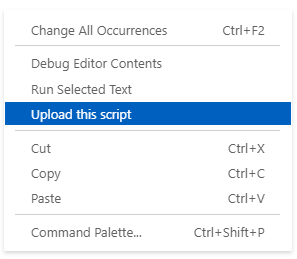 Change All Occurrences Ctrl+F2
Debug Editor Contents
Run Selected Text
Upload this script
Cut Ctrl+X
Copy Ctrl+C
Paste Ctrl+V
Command Palette... Ctrl+Shift+P